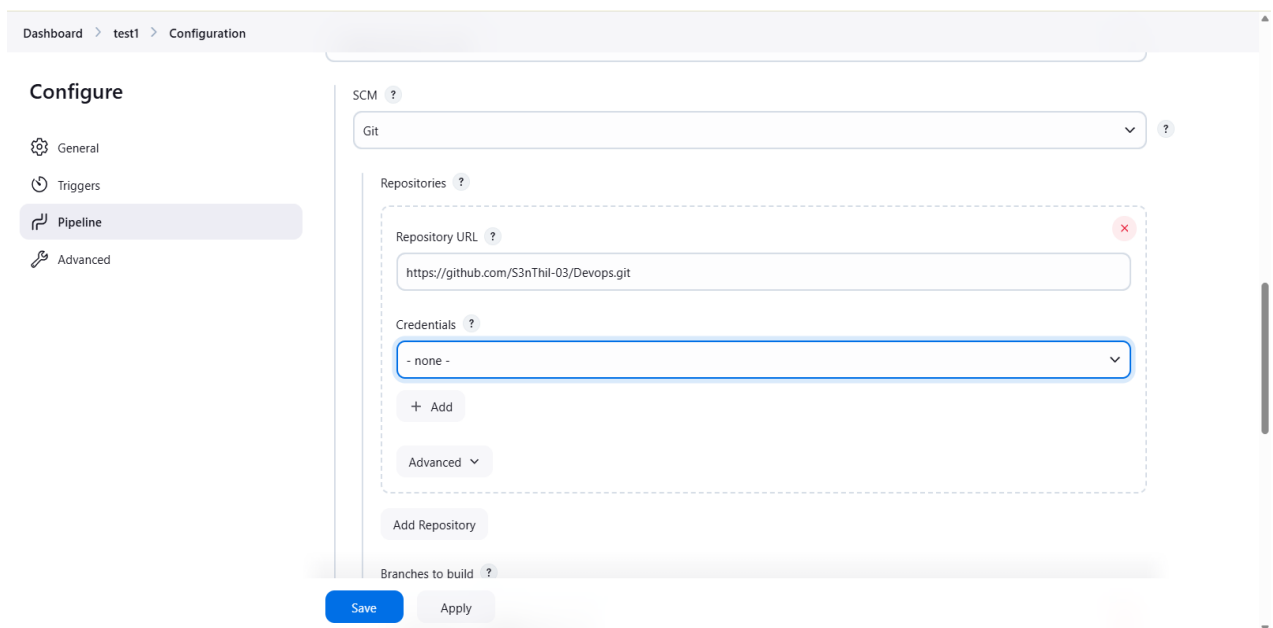 Dashboard > test1 > Configuration
Configure
General
Triggers
Pipeline
Advanced
SCM ?
Git
?
Repositories ?
Repository URL ?
https://github.com/S3nThil-03/Devops.git
Credentials ?
- none -
+ Add
Advanced
Add Repository
Branches to build ?
Save
Apply